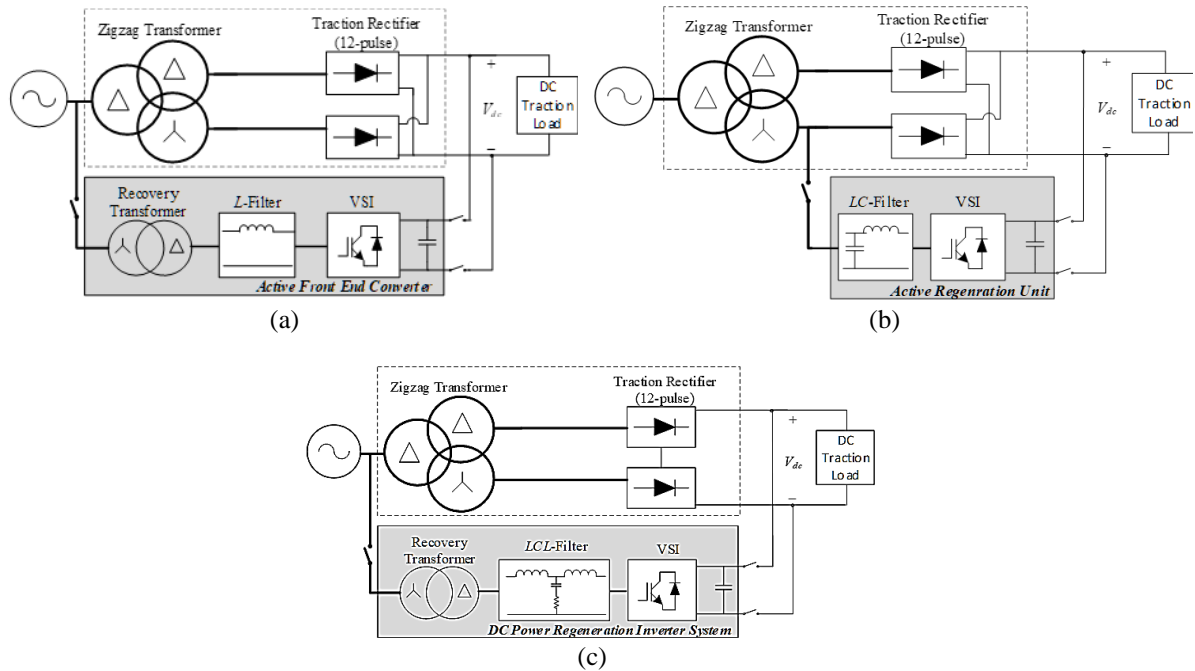 Zigzag Transformer
Traction Rectifier
(12-pulse)
+
V_dc
−
DC
Traction
Load
Recovery
Transformer
L-Filter
VSI
Active Front End Converter
(a)
Zigzag Transformer
Traction Rectifier
(12-pulse)
+
V_dc
−
DC
Traction
Load
LC-Filter
VSI
Active Regenration Unit
(b)
Zigzag Transformer
Traction Rectifier
(12-pulse)
+
V_dc
−
DC
Traction
Load
Recovery
Transformer
LCL-Filter
VSI
DC Power Regeneration Inverter System
(c)